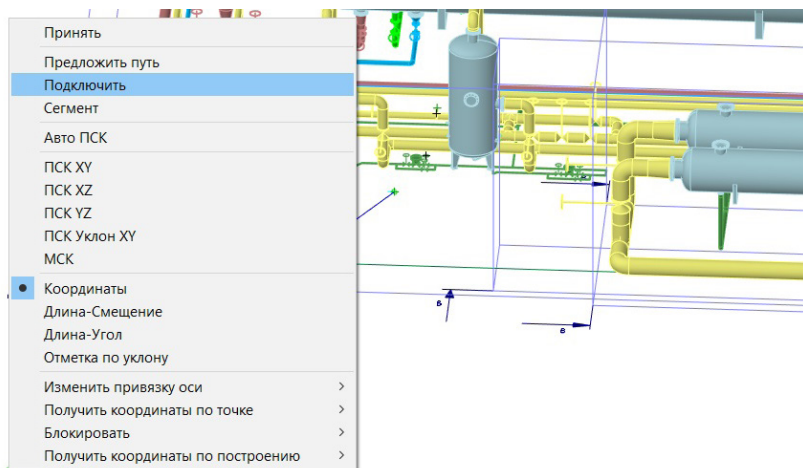 Принять
Предложить путь
Подключить
Сегмент
Авто ПСК
ПСК XY
ПСК XZ
ПСК YZ
ПСК Уклон XY
МСК
Координаты
Длина-Смещение
Длина-Угол
Отметка по уклону
Изменить привязку оси
Получить координаты по точке
Блокировать
Получить координаты по построению